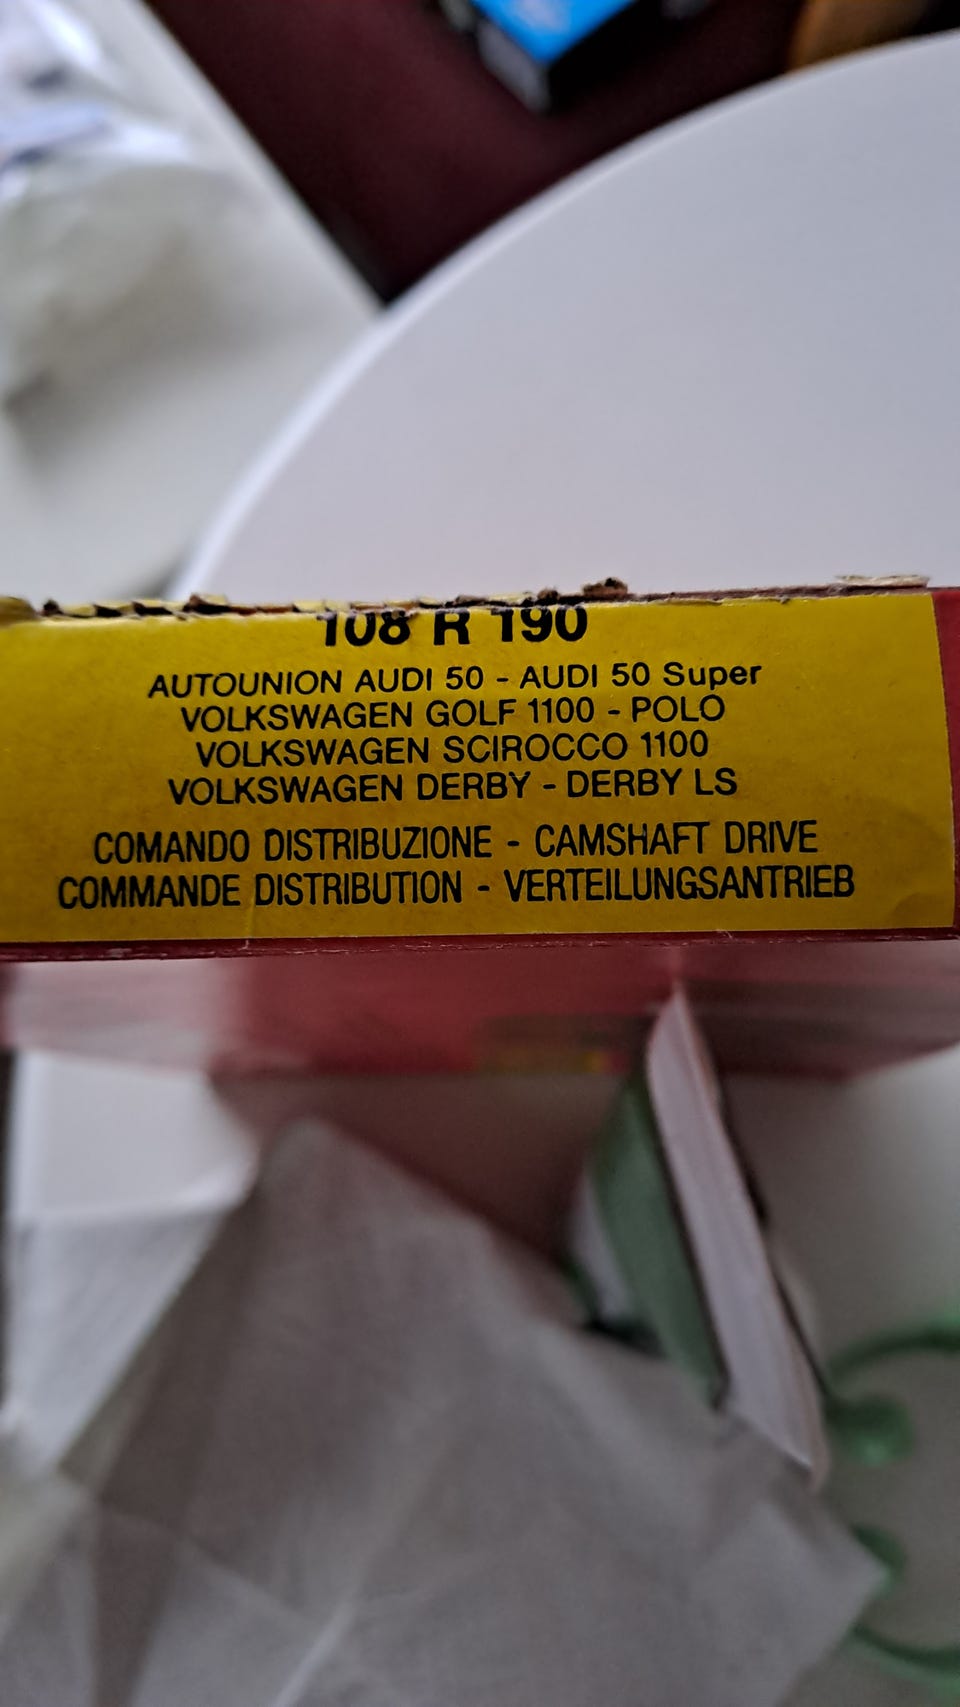 108 R 190
AUTOUNION AUDI 50 - AUDI 50 Super
VOLKSWAGEN GOLF 1100 - POLO
VOLKSWAGEN SCIROCCO 1100
VOLKSWAGEN DERBY - DERBY LS
COMANDO DISTRIBUZIONE - CAMSHAFT DRIVE
COMMANDE DISTRIBUTION - VERTEILUNGSANTRIEB